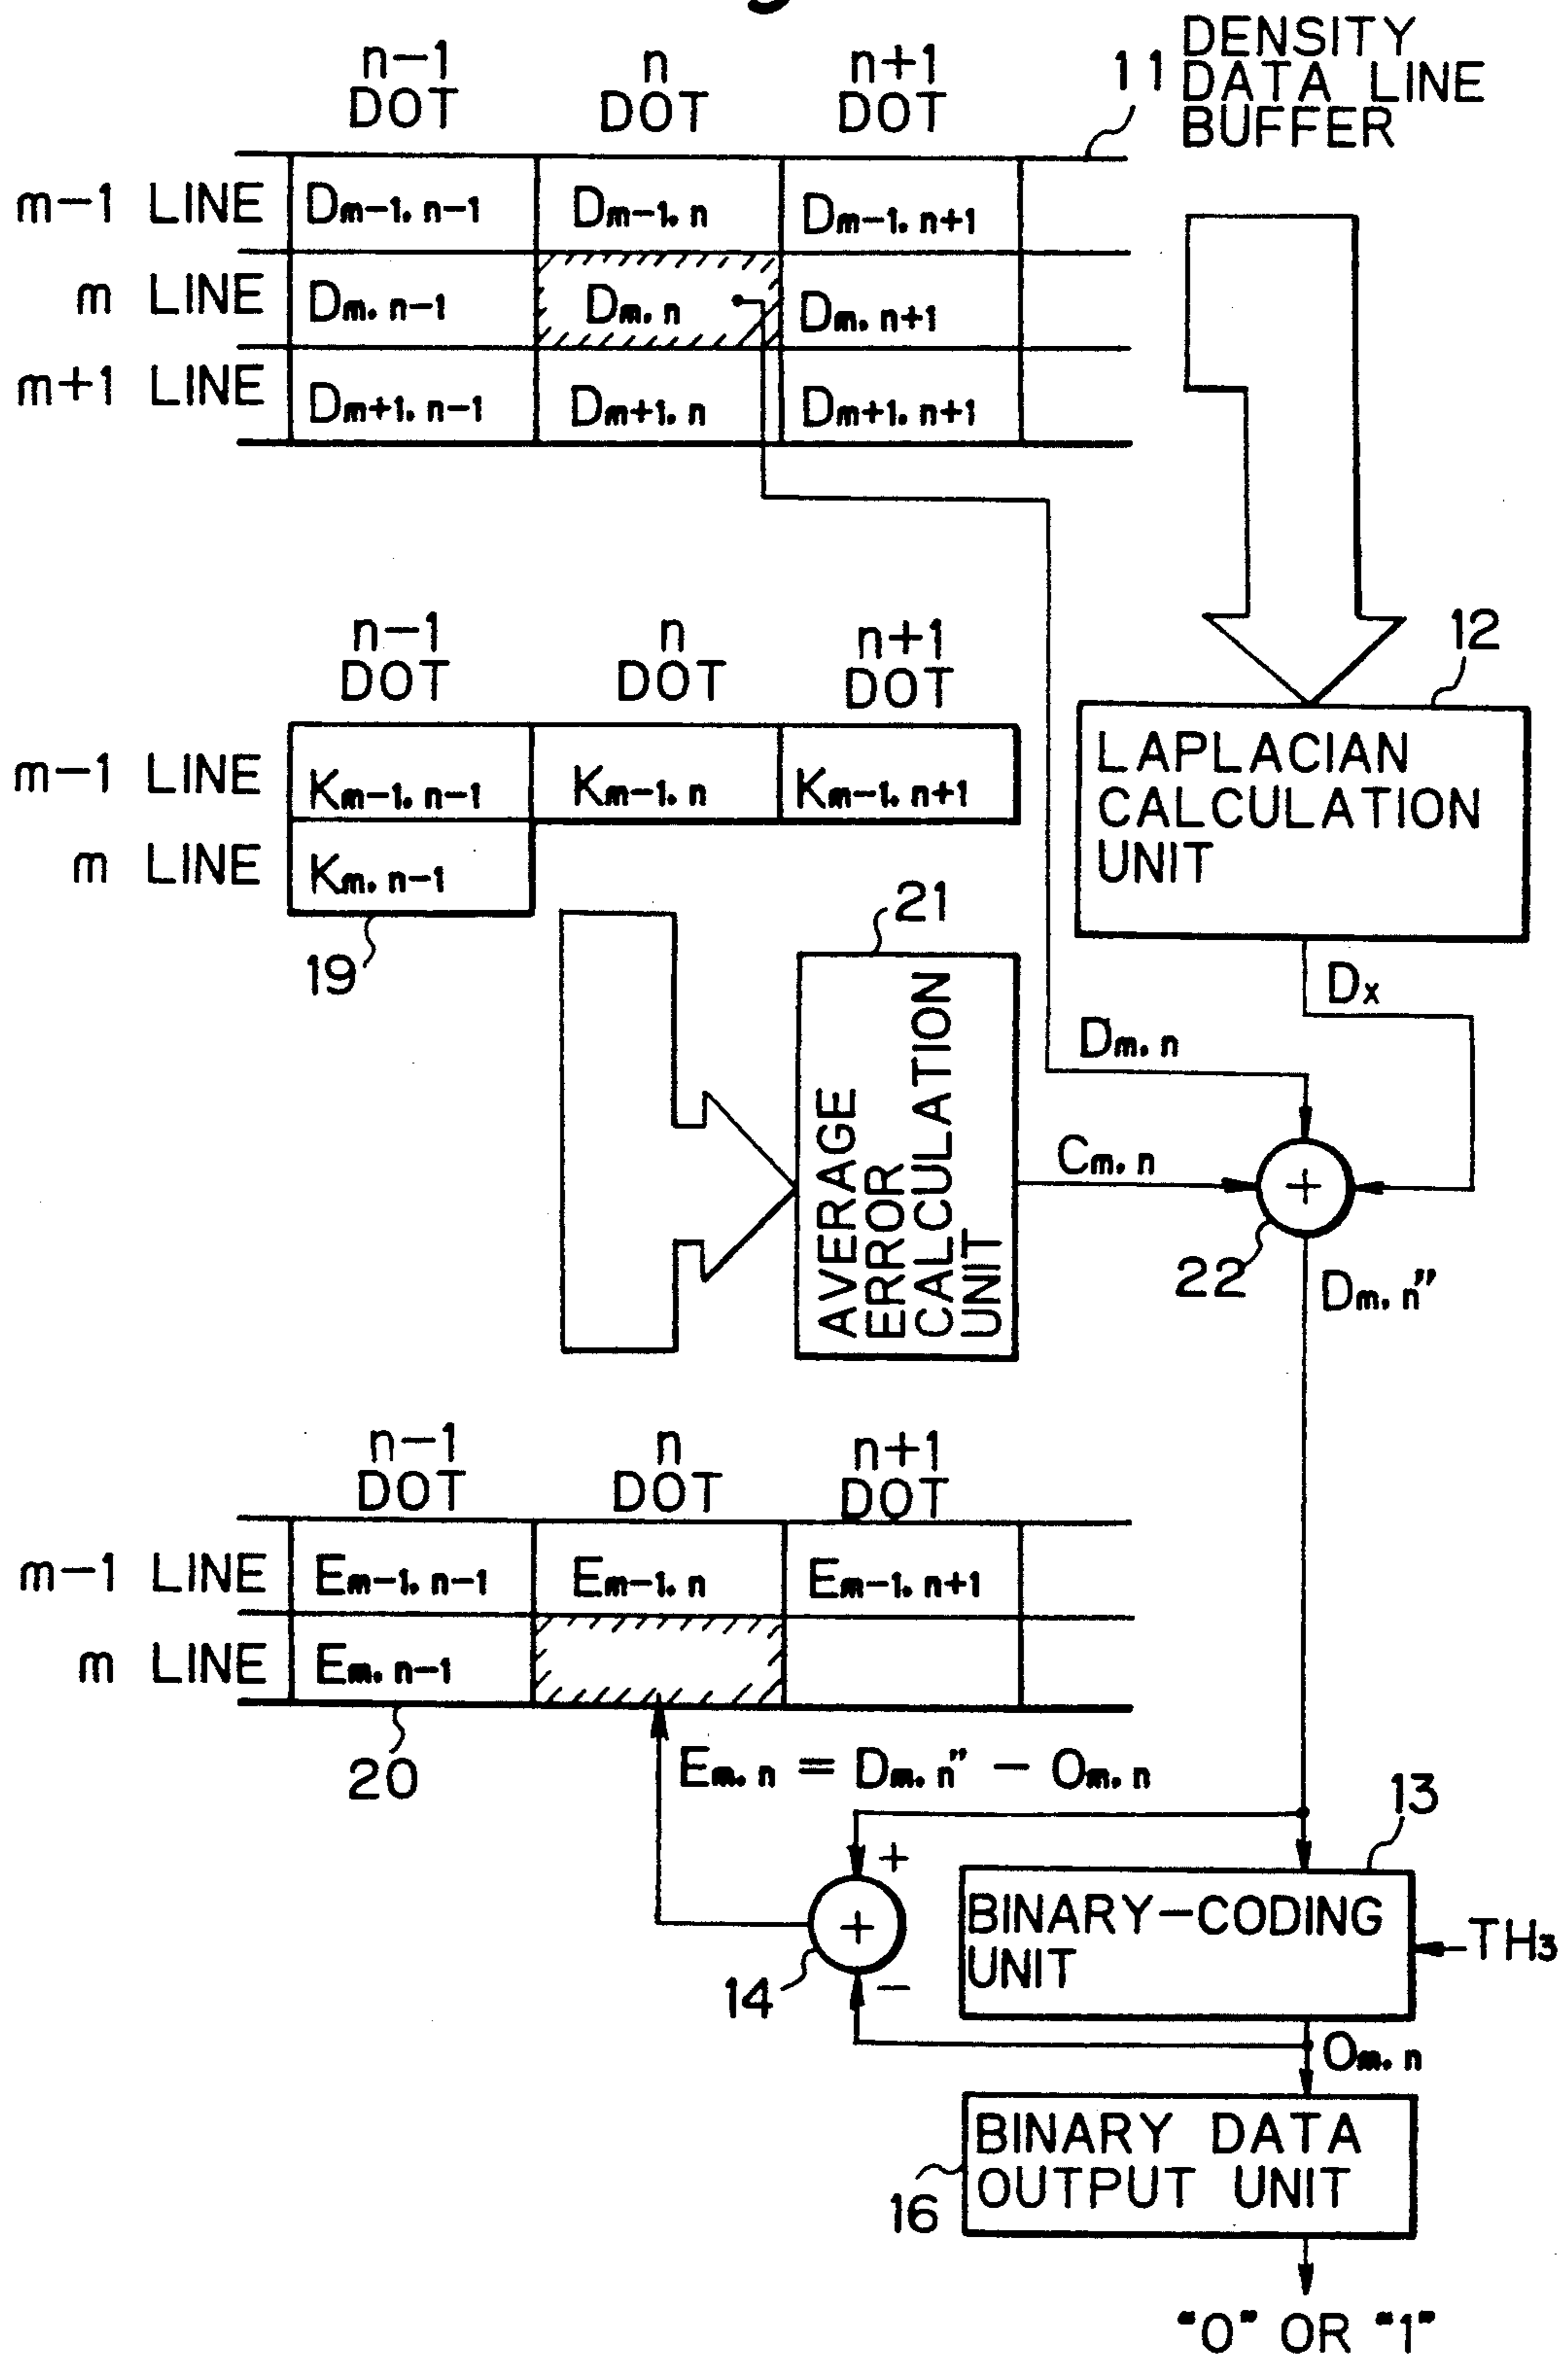 n-1 n n+1
DOT DOT DOT
11 DENSITY
DATA LINE
BUFFER
m-1 LINE Dm-1. n-1 Dm-1. n Dm-1. n+1
m LINE Dm. n-1 Dm. n Dm. n+1
m+1 LINE Dm+1. n-1 Dm+1. n Dm+1. n+1
n-1 n n+1
DOT DOT DOT
12
m-1 LINE Km-1. n-1 Km-1. n Km-1. n+1
m LINE Km. n-1
19
LAPLACIAN
CALCULATION
UNIT
21
AVERAGE
ERROR
CALCULATION
UNIT
Dx
Dm. n
Cm. n
+
22
Dm. n"
n-1 n n+1
DOT DOT DOT
m-1 LINE Em-1. n-1 Em-1. n Em-1. n+1
m LINE Em. n-1
20
Em. n = Dm. n" - Om. n
13
+
+
-
14
BINARY-CODING
UNIT
TH3
Om. n
BINARY DATA
OUTPUT UNIT
16
"0" OR "1"